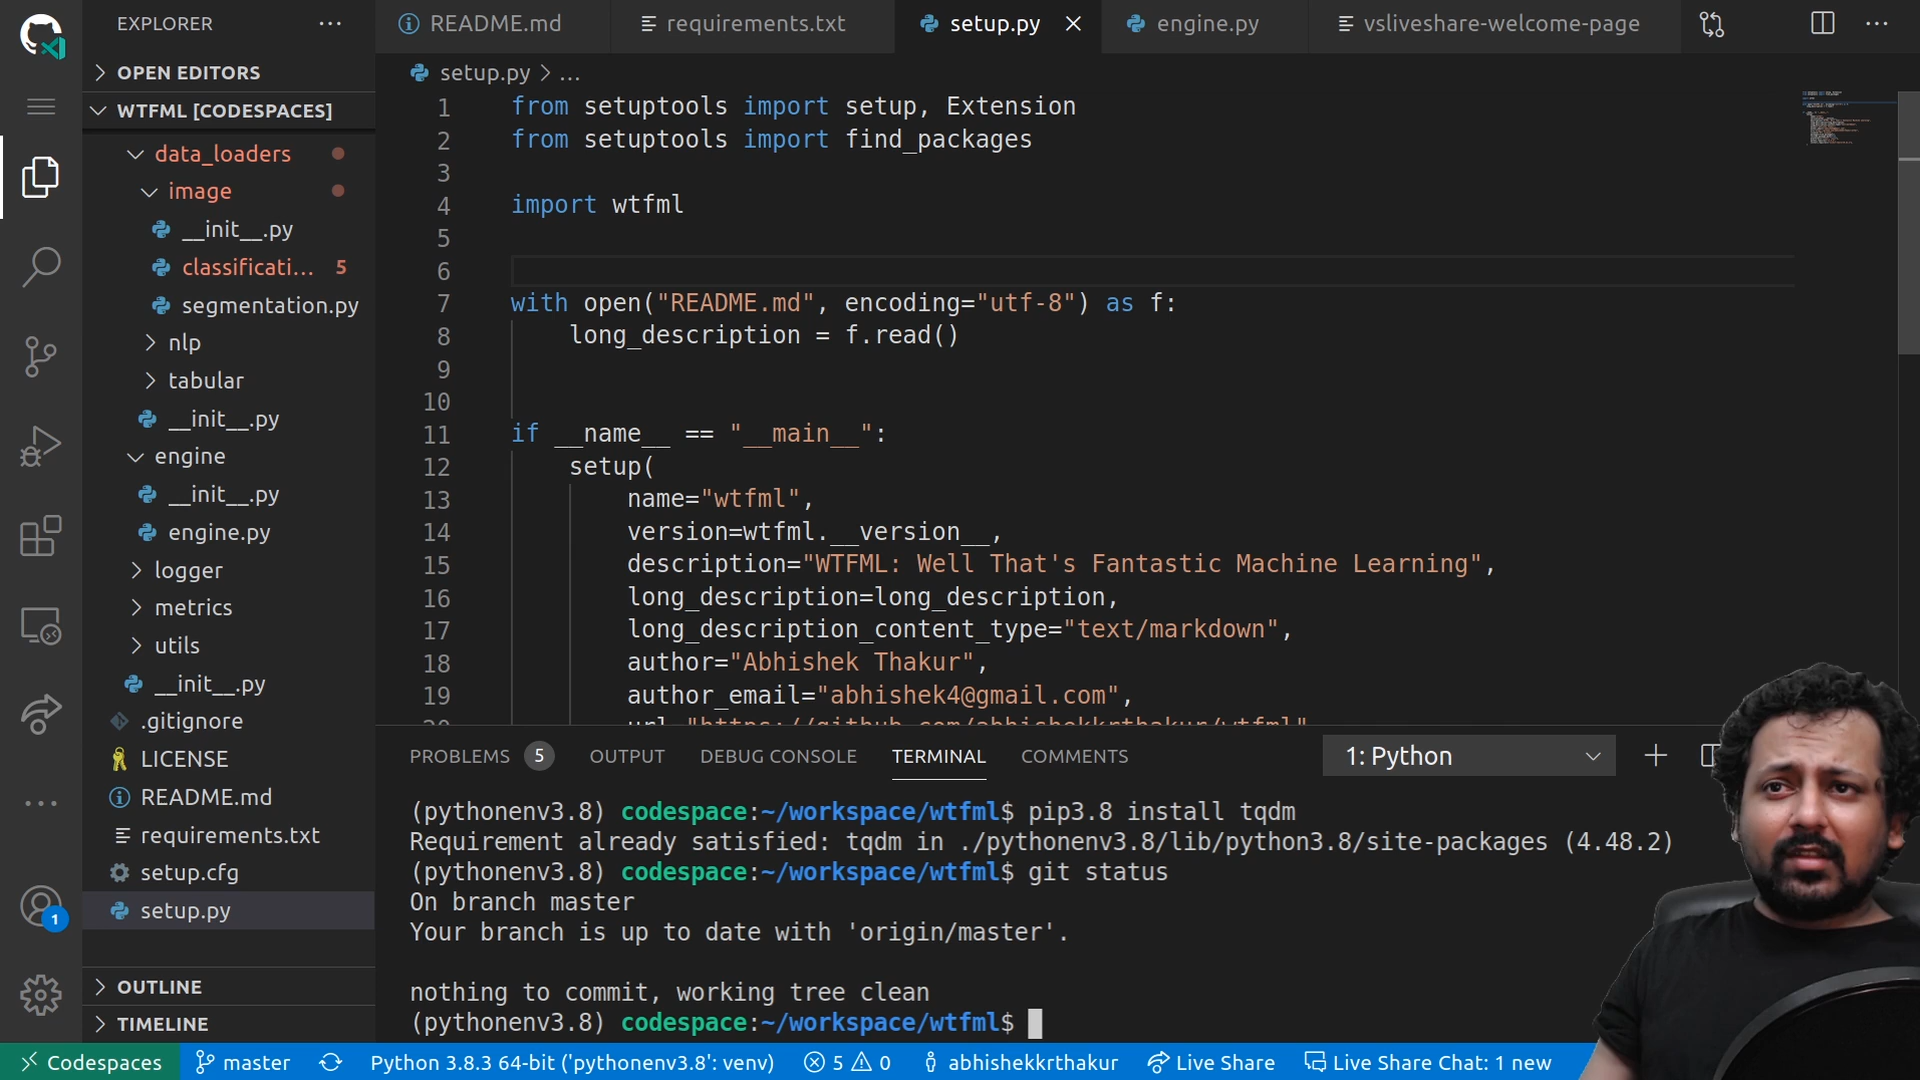 EXPLORER
OPEN EDITORS
WTFML [CODESPACES]
data_loaders
image
__init__.py
classificati... 5
segmentation.py
nlp
tabular
__init__.py
engine
__init__.py
engine.py
logger
metrics
utils
__init__.py
.gitignore
LICENSE
README.md
requirements.txt
setup.cfg
setup.py
OUTLINE
TIMELINE
1
README.md
requirements.txt
setup.py
engine.py
vsliveshare-welcome-page
setup.py > ...
1 from setuptools import setup, Extension
2 from setuptools import find_packages
3
4 import wtfml
5
6
7 with open("README.md", encoding="utf-8") as f:
8 long_description = f.read()
9
10
11 if __name__ == "__main__":
12 setup(
13 name="wtfml",
14 version=wtfml.__version__,
15 description="WTFML: Well That's Fantastic Machine Learning",
16 long_description=long_description,
17 long_description_content_type="text/markdown",
18 author="Abhishek Thakur",
19 author_email="abhishek4@gmail.com",
20 url="https://github.com/abhishekkrthakur/wtfml"
PROBLEMS 5 OUTPUT DEBUG CONSOLE TERMINAL COMMENTS 1: Python
(pythonenv3.8) codespace:~/workspace/wtfml$ pip3.8 install tqdm
Requirement already satisfied: tqdm in ./pythonenv3.8/lib/python3.8/site-packages (4.48.2)
(pythonenv3.8) codespace:~/workspace/wtfml$ git status
On branch master
Your branch is up to date with 'origin/master'.
nothing to commit, working tree clean
(pythonenv3.8) codespace:~/workspace/wtfml$
Codespaces master Python 3.8.3 64-bit ('pythonenv3.8': venv) 5 0 abhishekkrthakur Live Share Live Share Chat: 1 new